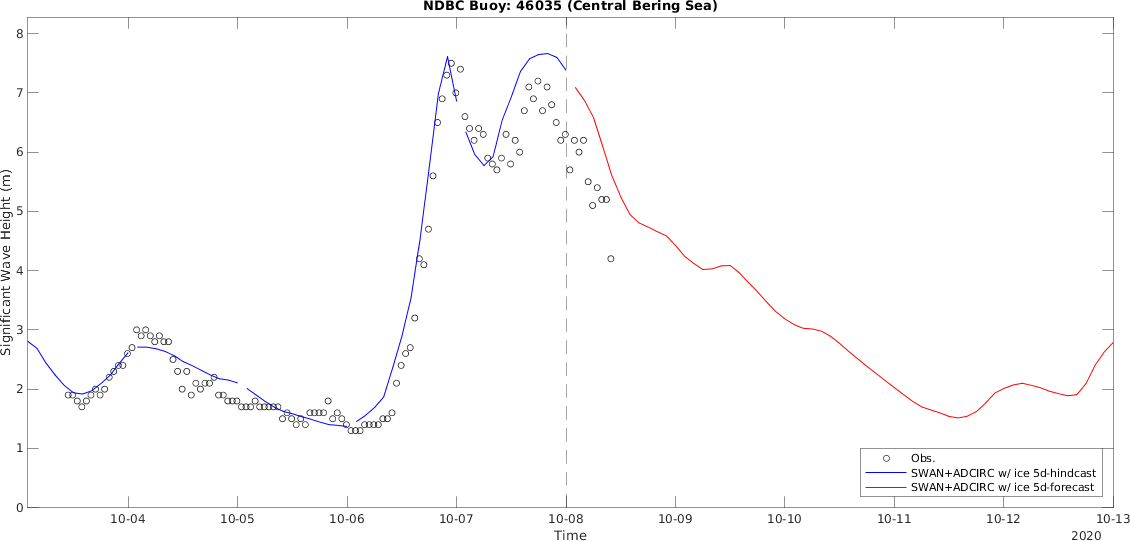 NDBC Buoy: 46035 (Central Bering Sea)
8
7
6
5
4
3
2
1
0
Significant Wave Height (m)
Obs.
SWAN+ADCIRC w/ ice 5d-hindcast
SWAN+ADCIRC w/ ice 5d-forecast
10-04 10-05 10-06 10-07 10-08 10-09 10-10 10-11 10-12 10-13
Time
2020